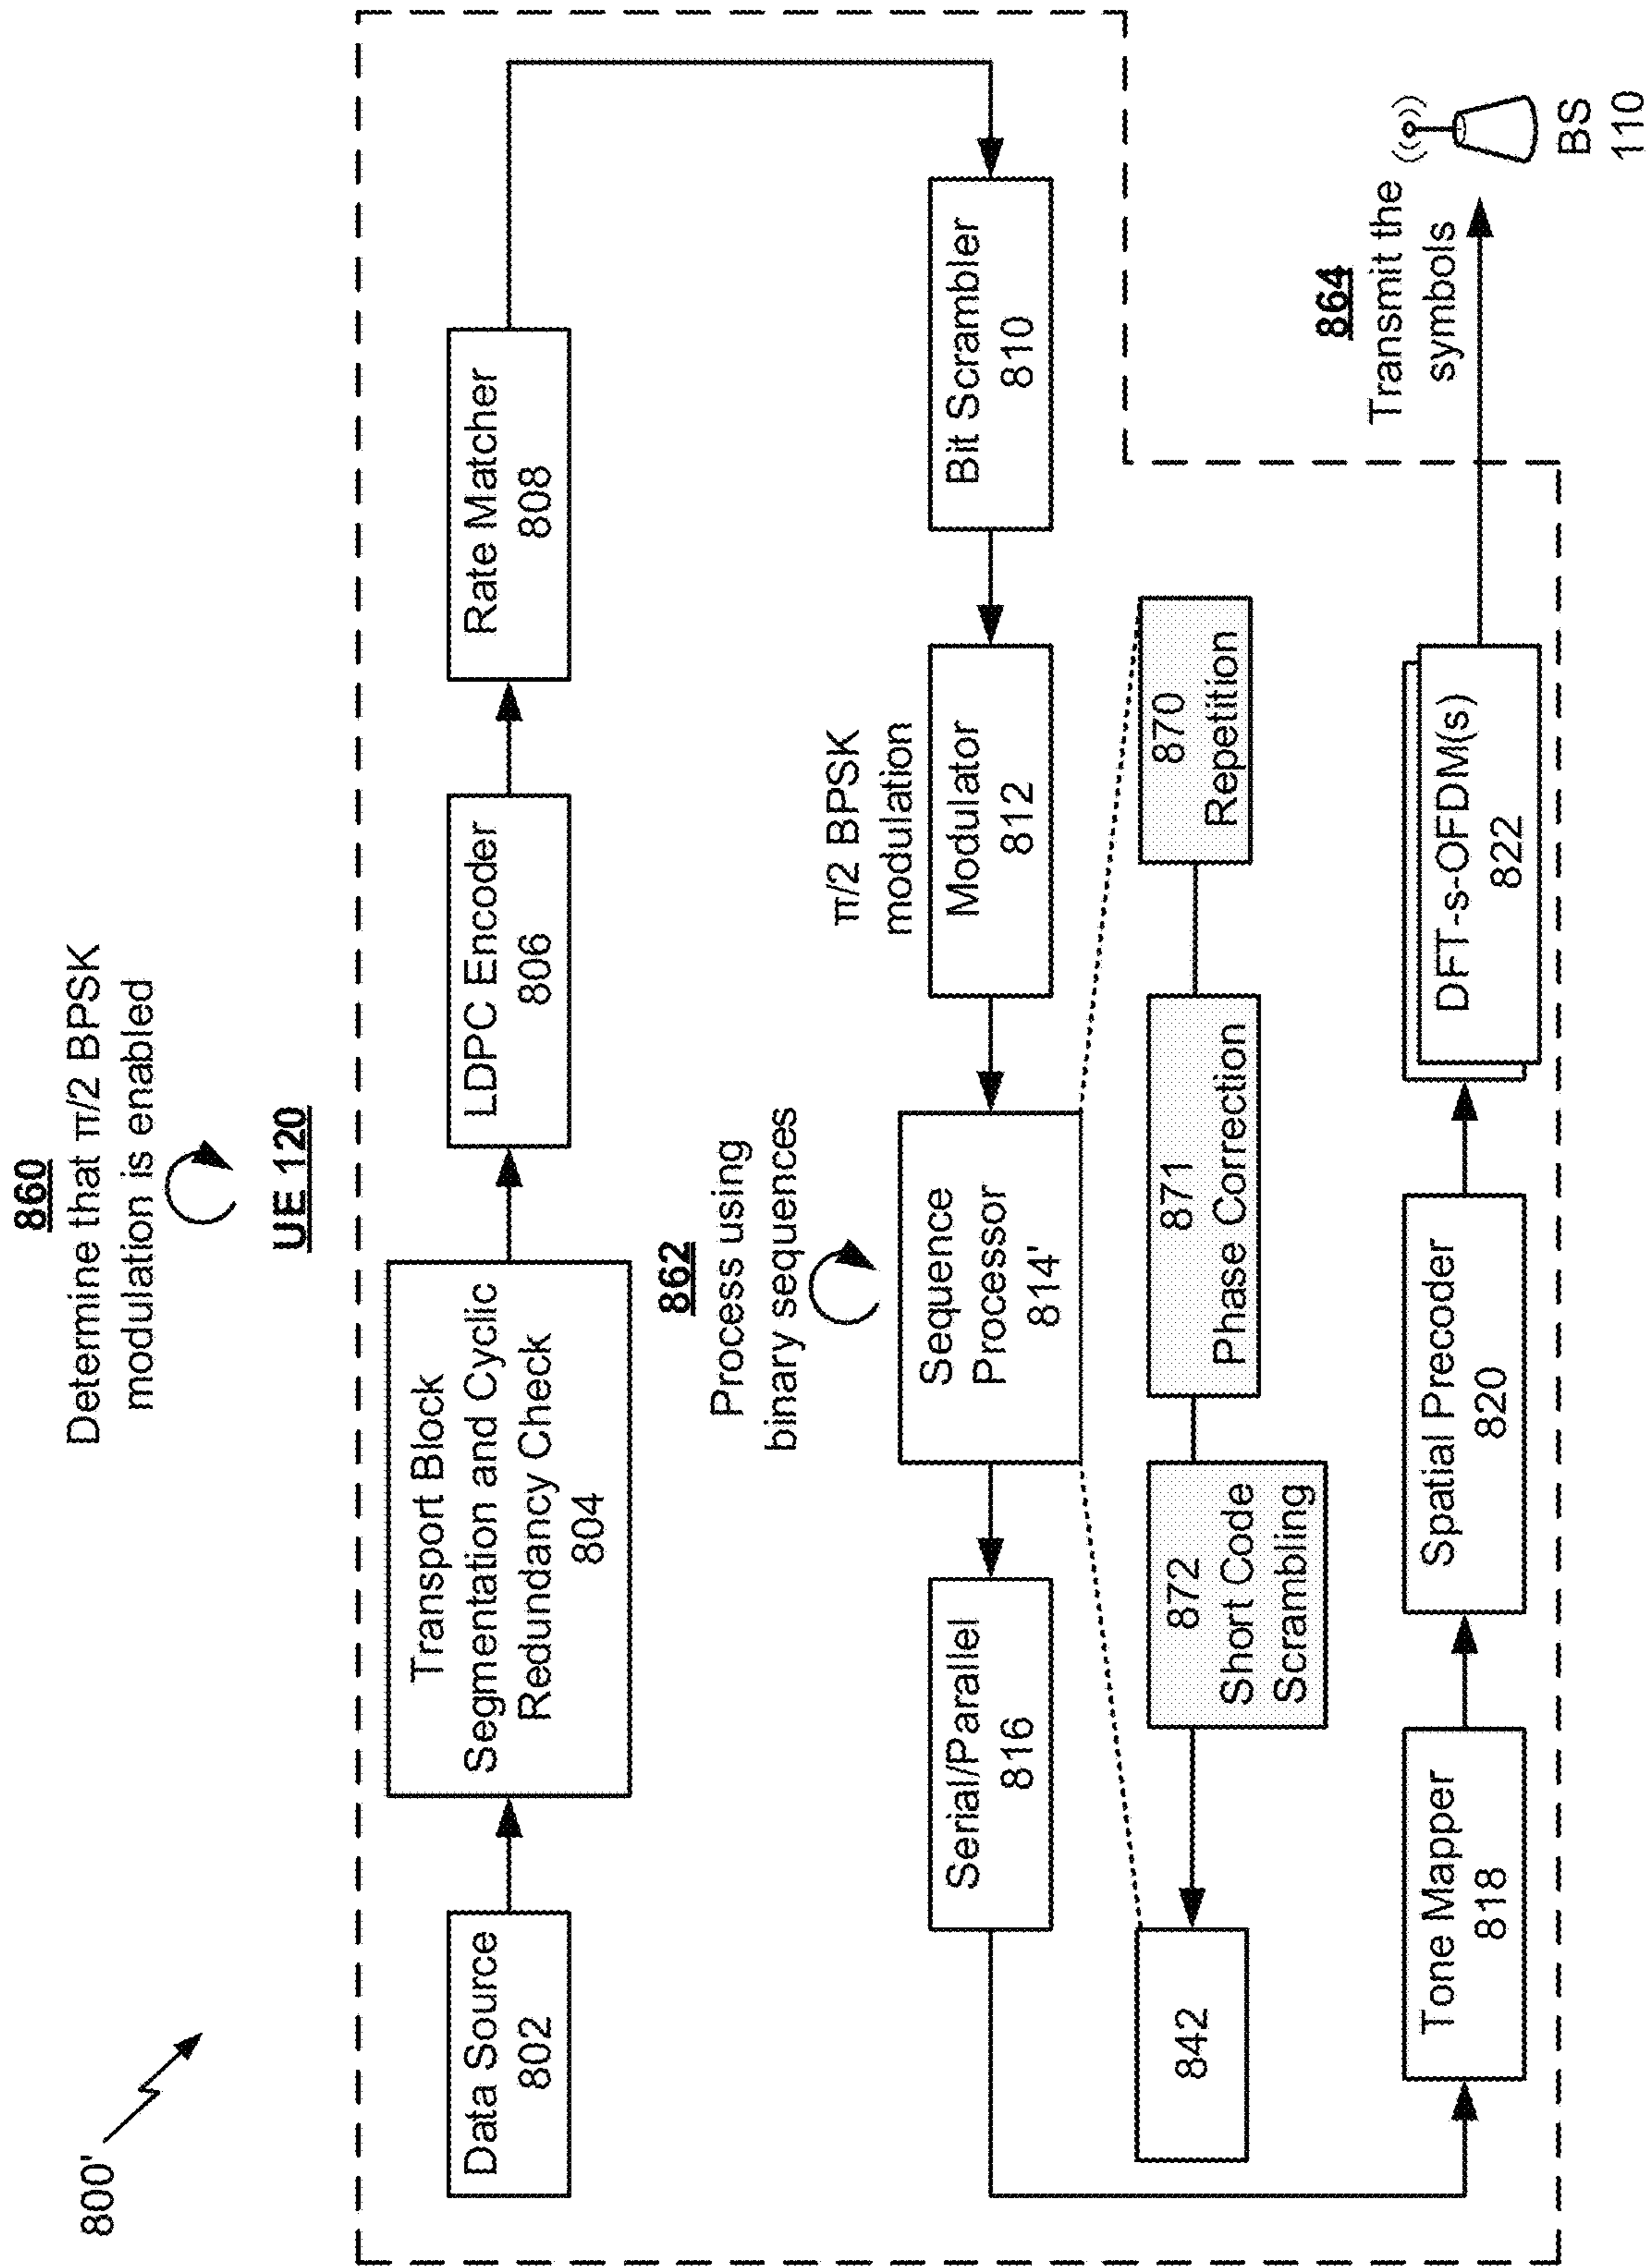 800'
860
Determine that π/2 BPSK
modulation is enabled
UE 120
Data Source
802
Transport Block
Segmentation and Cyclic
Redundancy Check
804
LDPC Encoder
806
Rate Matcher
808
Bit Scrambler
810
π/2 BPSK
modulation
Modulator
812
862
Process using
binary sequences
Sequence
Processor
814'
Serial/Parallel
816
870
Repetition
871
Phase Correction
872
Short Code
Scrambling
842
Tone Mapper
818
Spatial Precoder
820
DFT-s-OFDM(s)
822
864
Transmit the
symbols
BS
110